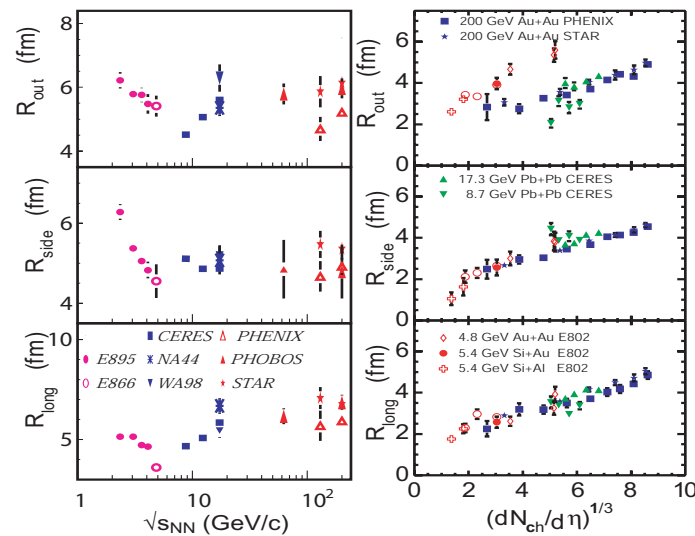 8
6
4
R_out (fm)
6
4
2
0
R_out (fm)
200 GeV Au+Au PHENIX
200 GeV Au+Au STAR
8
6
4
R_side (fm)
6
4
2
0
R_side (fm)
17.3 GeV Pb+Pb CERES
8.7 GeV Pb+Pb CERES
10
7
5
R_long (fm)
CERES PHENIX
E895 NA44 PHOBOS
E866 WA98 STAR
6
4
2
0
R_long (fm)
4.8 GeV Au+Au E802
5.4 GeV Si+Au E802
5.4 GeV Si+Al E802
1 10 10^2
√s_NN (GeV/c)
0 2 4 6 8 10
(dN_ch/dη)^1/3